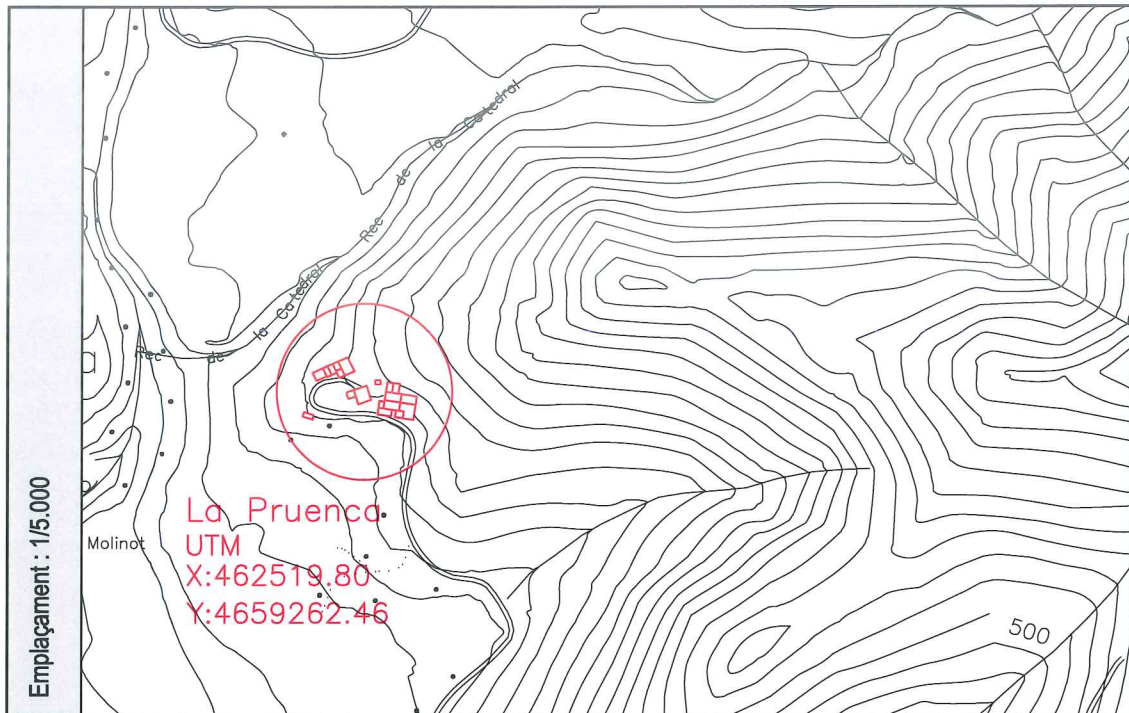 Emplaçament : 1/5.000
Rec de la Catedral
Rec de la Catedral
La Pruenca
UTM
X:462519.80
Y:4659262.46
Molinot
500